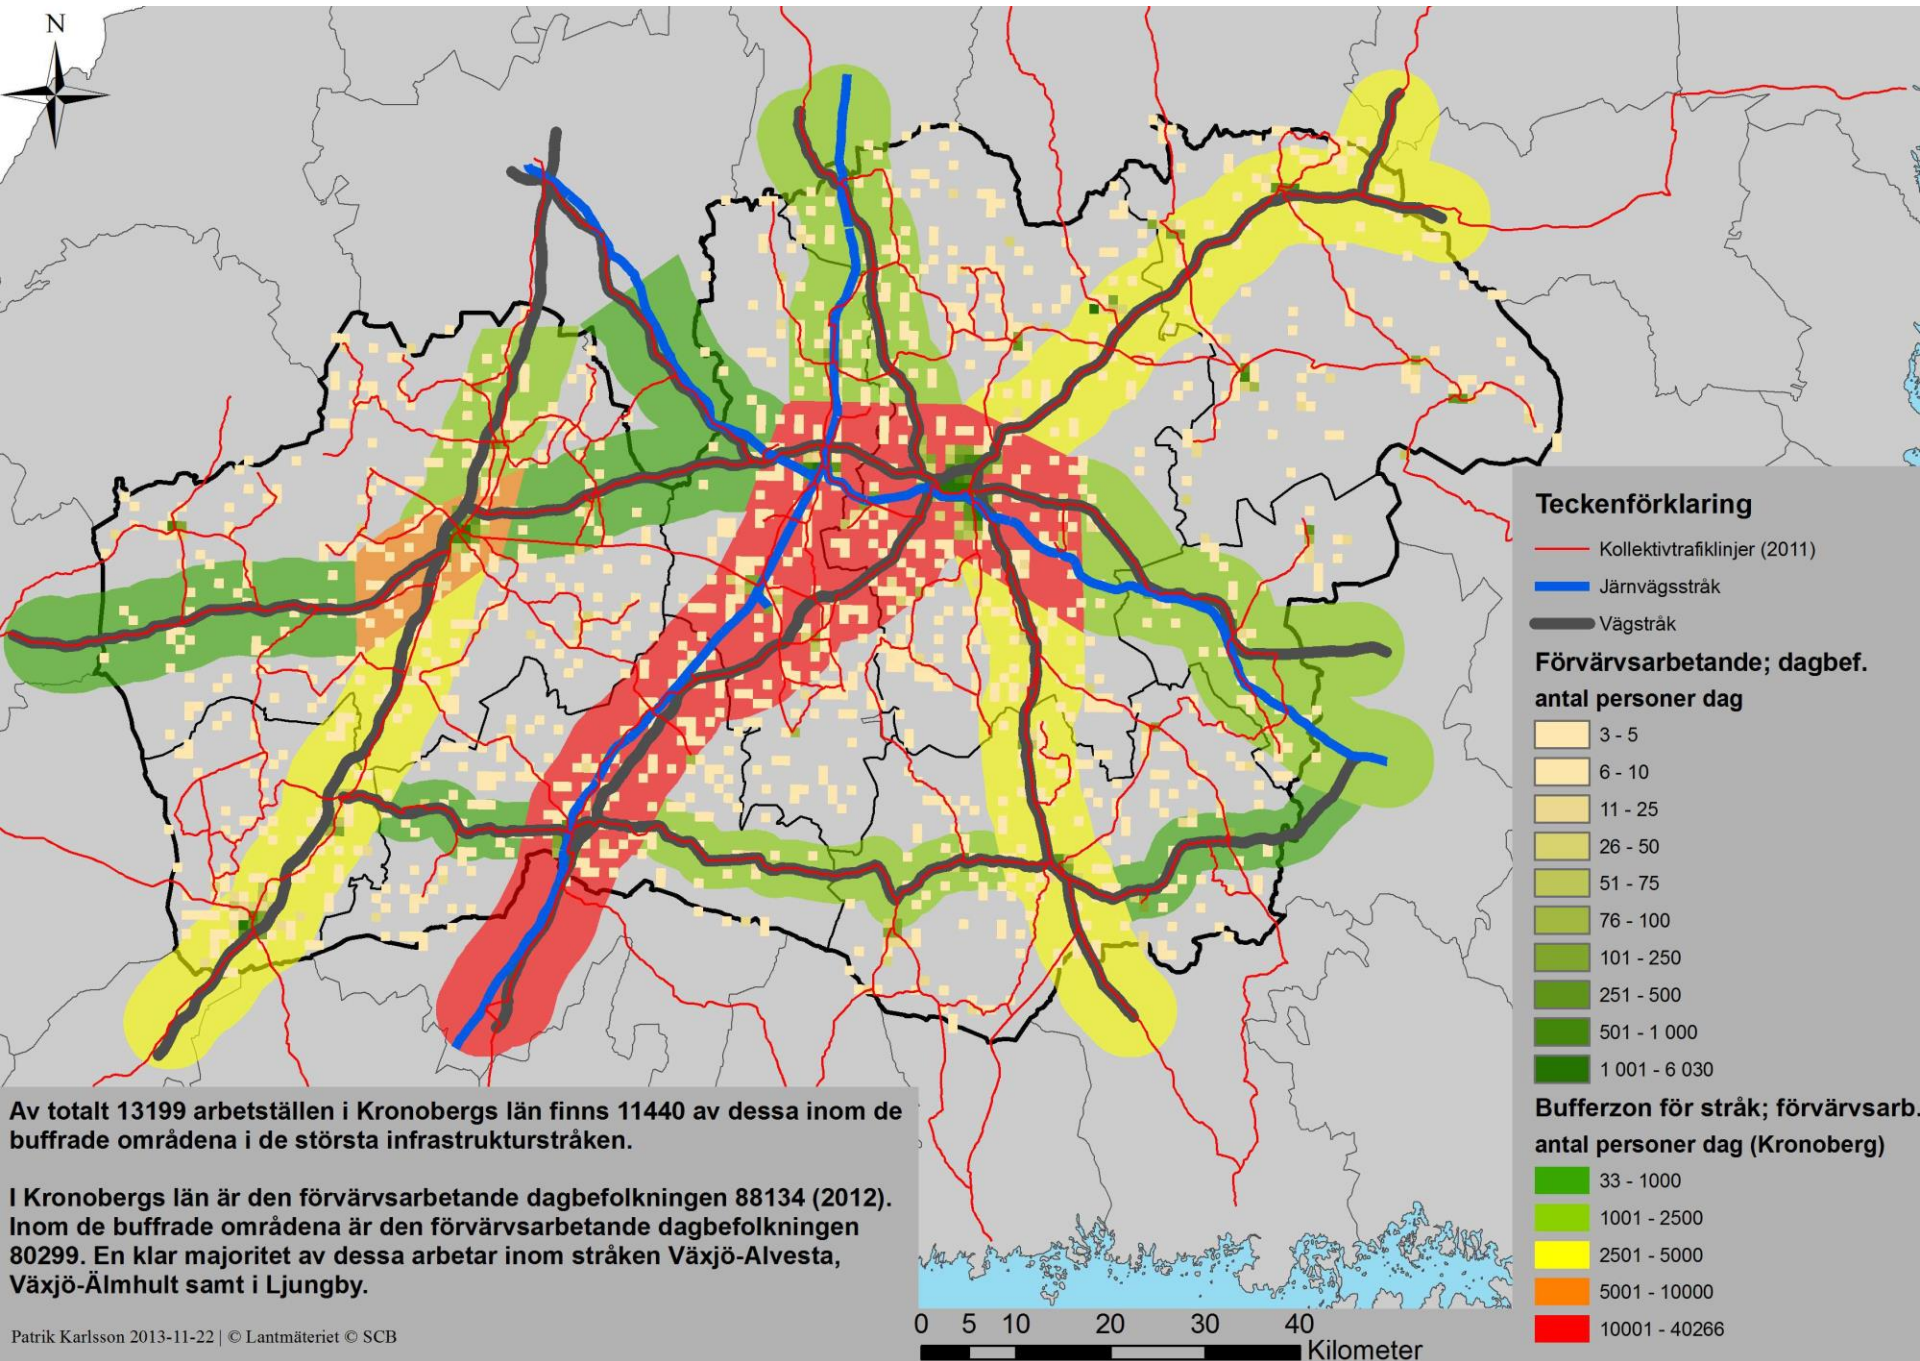 N
Teckenförklaring
Kollektivtrafiklinjer (2011)
Järnvägsstråk
Vägstråk
Förvärvsarbetande; dagbef.
antal personer dag
3 - 5
6 - 10
11 - 25
26 - 50
51 - 75
76 - 100
101 - 250
251 - 500
501 - 1 000
1 001 - 6 030
Bufferzon för stråk; förvärvsarb.
antal personer dag (Kronoberg)
33 - 1000
1001 - 2500
2501 - 5000
5001 - 10000
10001 - 40266
Av totalt 13199 arbetställen i Kronobergs län finns 11440 av dessa inom de
buffrade områdena i de största infrastrukturstråken.
I Kronobergs län är den förvärvsarbetande dagbefolkningen 88134 (2012).
Inom de buffrade områdena är den förvärvsarbetande dagbefolkningen
80299. En klar majoritet av dessa arbetar inom stråken Växjö-Alvesta,
Växjö-Älmhult samt i Ljungby.
Patrik Karlsson 2013-11-22 | © Lantmäteriet © SCB
0 5 10 20 30 40
Kilometer